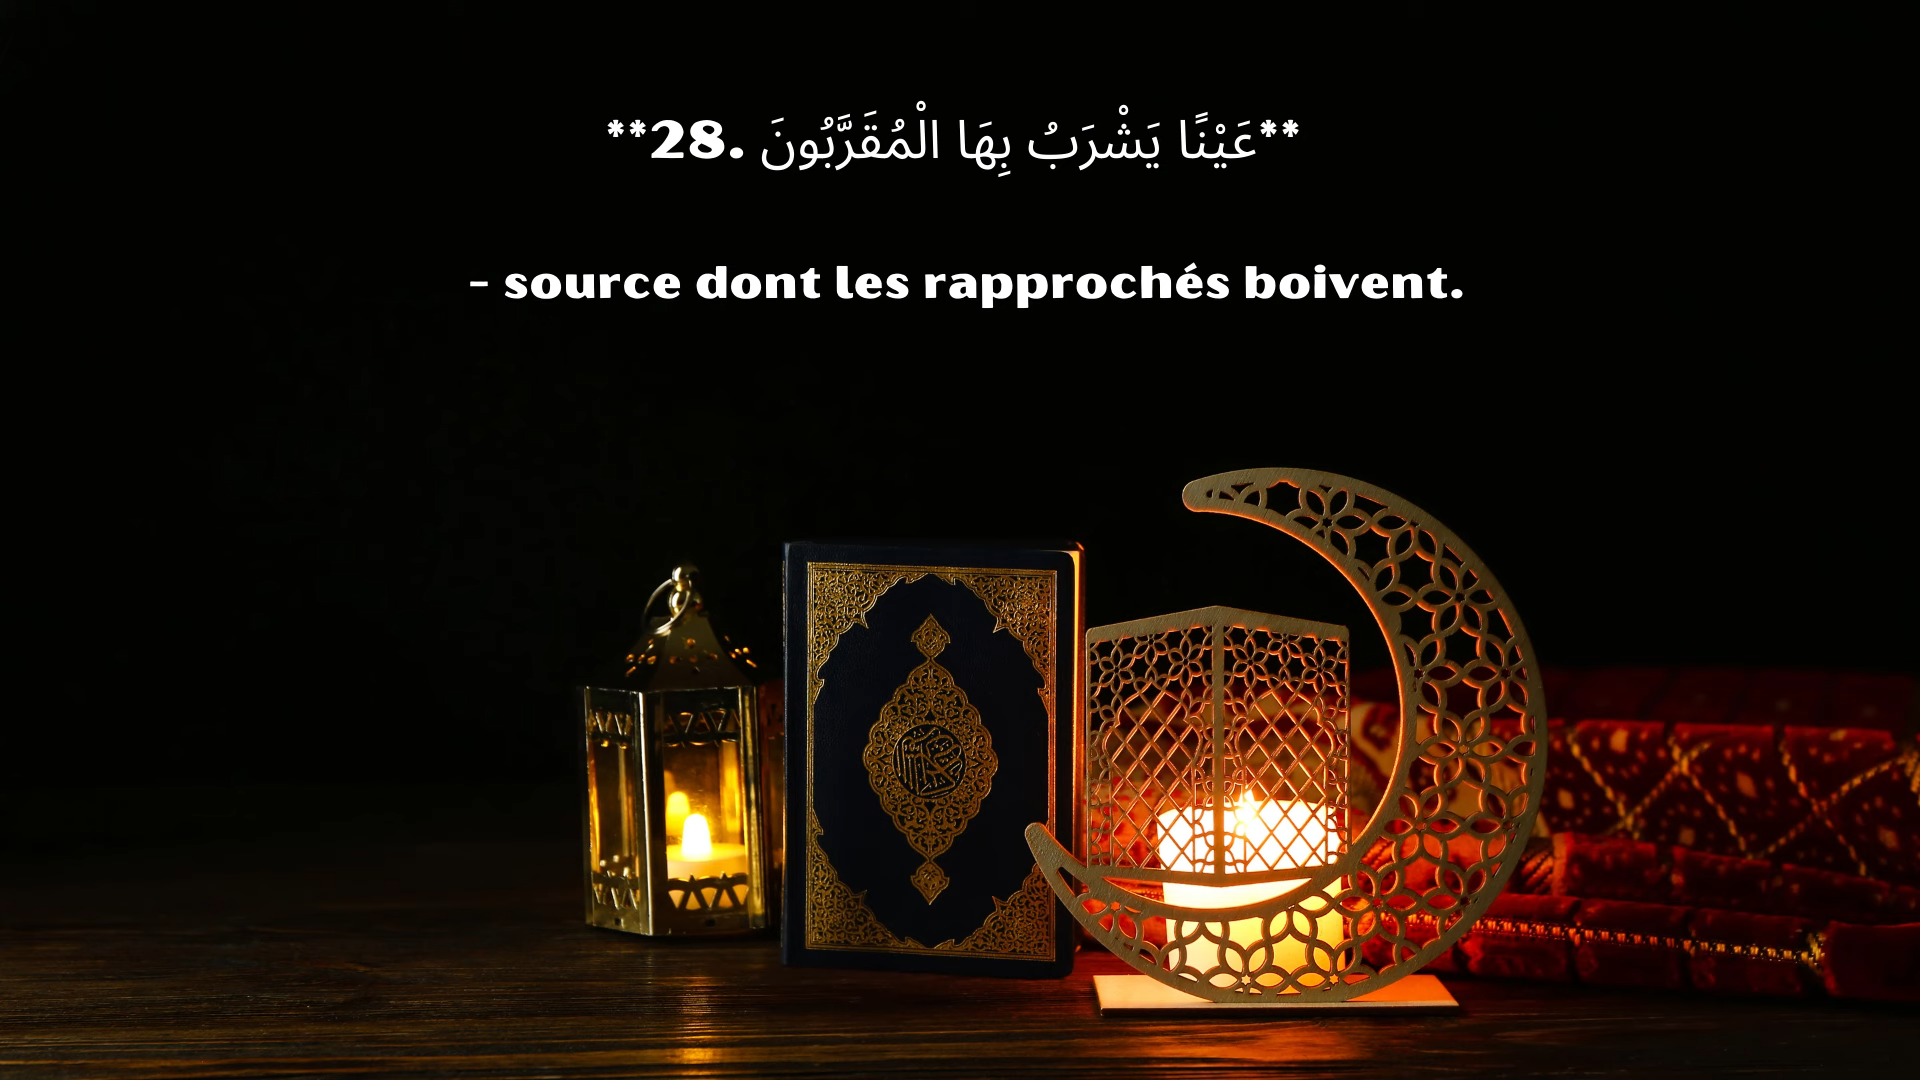 **28. عَيْنًا يَشْرَبُ بِهَا الْمُقَرَّبُونَ**
- source dont les rapprochés boivent.